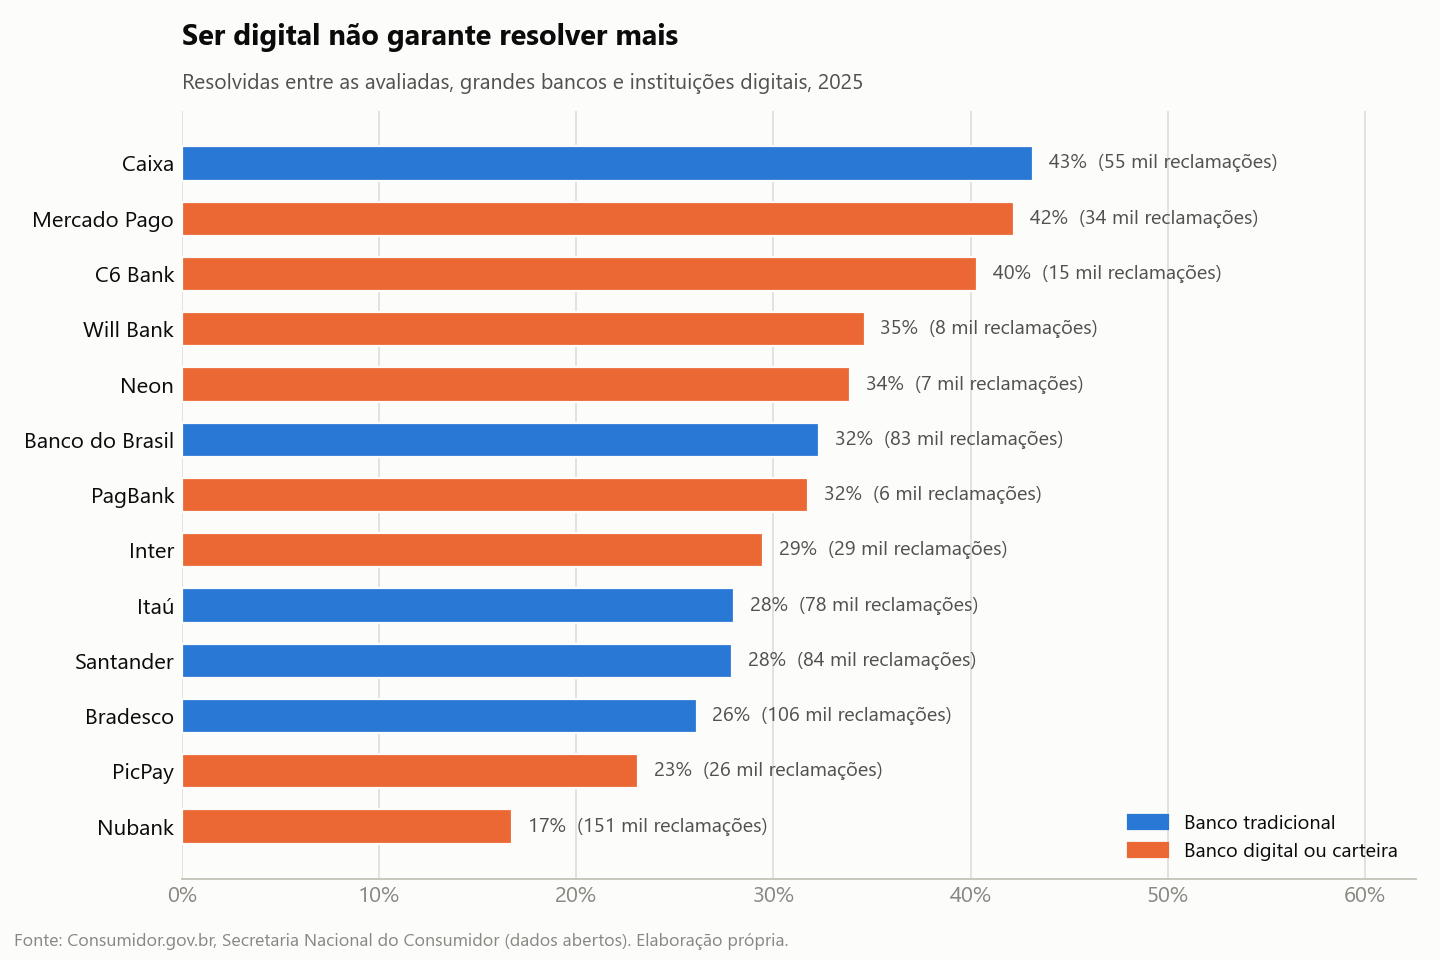 Ser digital não garante resolver mais
Resolvidas entre as avaliadas, grandes bancos e instituições digitais, 2025
Caixa 43% (55 mil reclamações)
Mercado Pago 42% (34 mil reclamações)
C6 Bank 40% (15 mil reclamações)
Will Bank 35% (8 mil reclamações)
Neon 34% (7 mil reclamações)
Banco do Brasil 32% (83 mil reclamações)
PagBank 32% (6 mil reclamações)
Inter 29% (29 mil reclamações)
Itaú 28% (78 mil reclamações)
Santander 28% (84 mil reclamações)
Bradesco 26% (106 mil reclamações)
PicPay 23% (26 mil reclamações)
Nubank 17% (151 mil reclamações)
Banco tradicional
Banco digital ou carteira
0% 10% 20% 30% 40% 50% 60%
Fonte: Consumidor.gov.br, Secretaria Nacional do Consumidor (dados abertos). Elaboração própria.